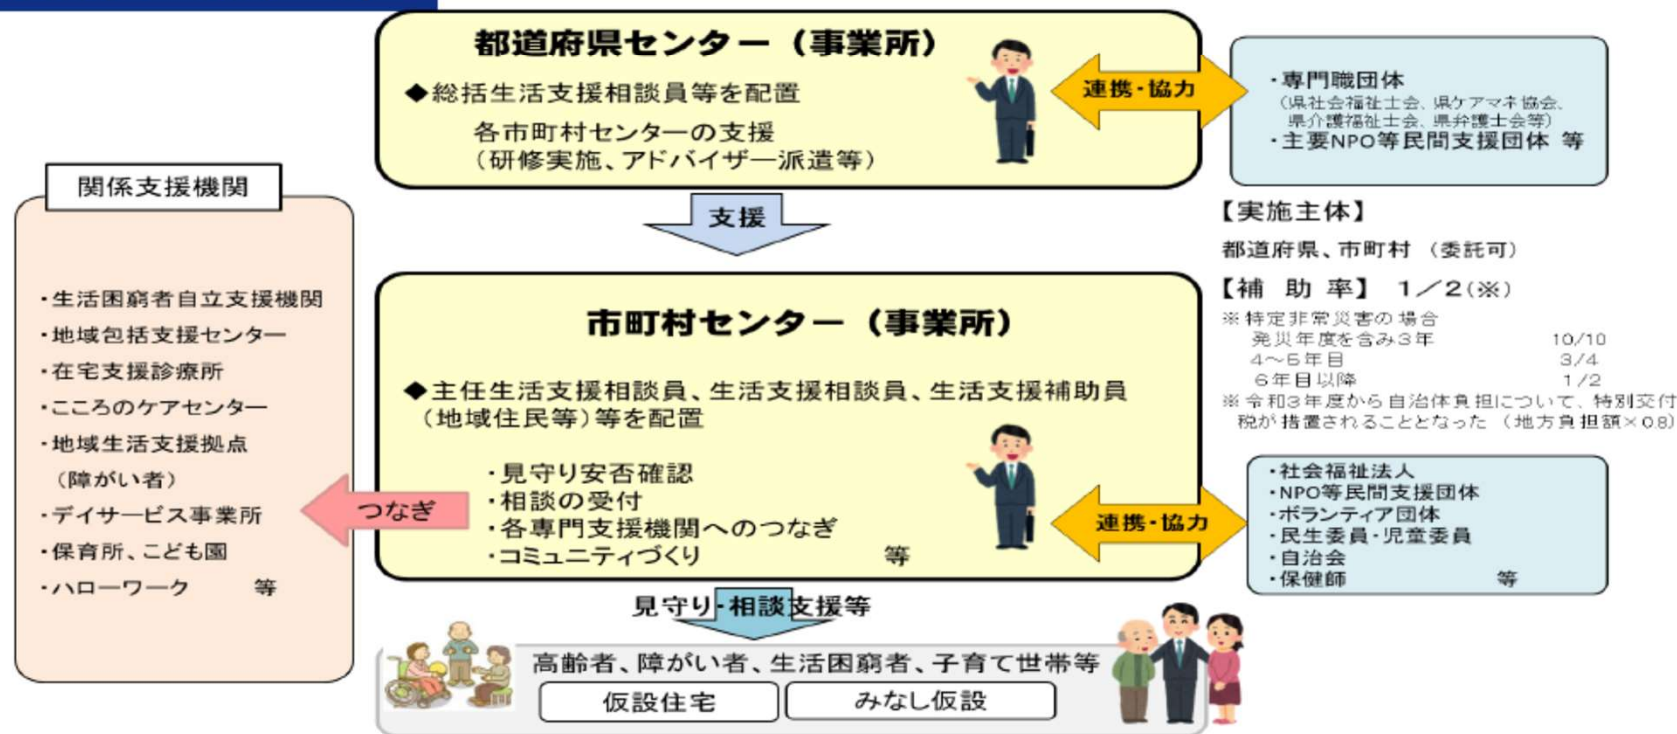 都道府県センター（事業所）
◆総括生活支援相談員等を配置
各市町村センターの支援
（研修実施、アドバイザー派遣等）
連携・協力
・専門職団体
（県社会福祉士会、県ケアマネ協会、
県介護福祉士会、県弁護士会等）
・主要NPO等民間支援団体 等
支援
関係支援機関
・生活困窮者自立支援機関
・地域包括支援センター
・在宅支援診療所
・こころのケアセンター
・地域生活支援拠点
（障がい者）
・デイサービス事業所
・保育所、こども園
・ハローワーク 等
【実施主体】
都道府県、市町村 （委託可）
【補 助 率】 1／2(※)
※特定非常災害の場合
発災年度を含み３年 10/10
４～５年目 3/4
６年目以降 1/2
※令和３年度から自治体負担について、特別交付
税が措置されることとなった （地方負担額×0.8）
市町村センター（事業所）
◆主任生活支援相談員、生活支援相談員、生活支援補助員
（地域住民等）等を配置
・見守り安否確認
・相談の受付
・各専門支援機関へのつなぎ
・コミュニティづくり 等
つなぎ
連携・協力
・社会福祉法人
・NPO等民間支援団体
・ボランティア団体
・民生委員・児童委員
・自治会
・保健師 等
見守り・相談支援等
高齢者、障がい者、生活困窮者、子育て世帯等
仮設住宅
みなし仮設